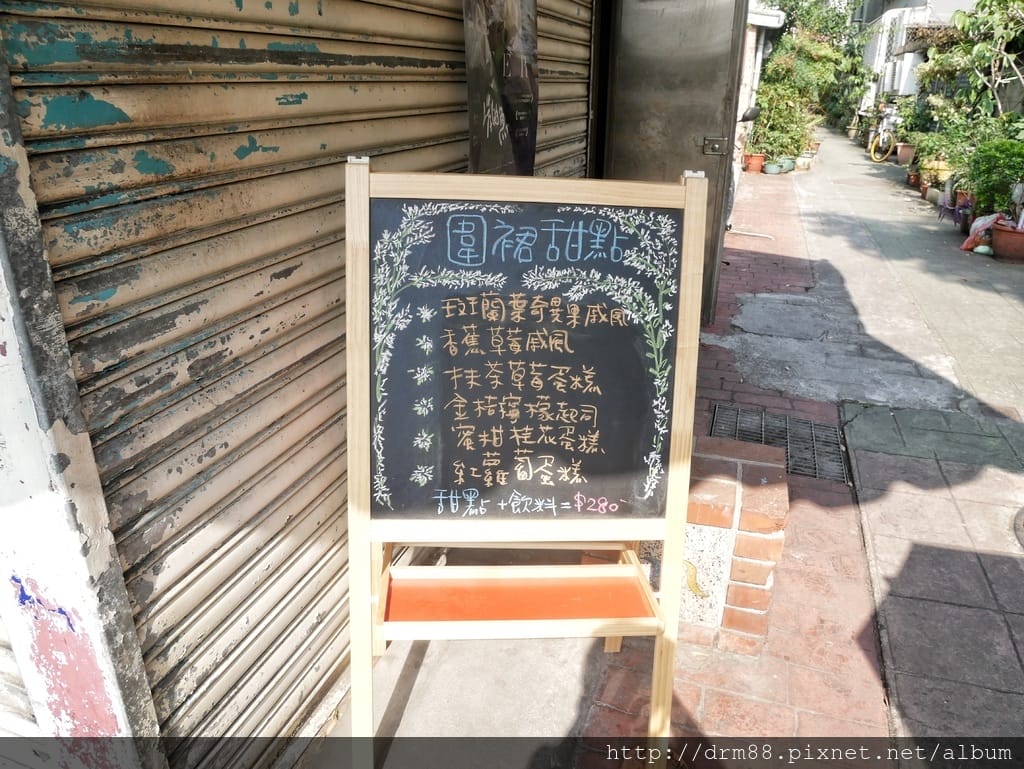 圍裙甜點
斑蘭葉奇異果戚風
香蕉草莓戚風
抹茶草莓蛋糕
金桔檸檬起司
蜜柑桂花蛋糕
紅蘿蔔蛋糕
甜點+飲料=$280
http://drm88.pixnet.net/album